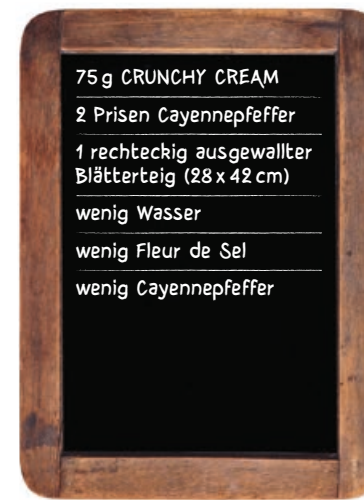 75 g CRUNCHY CREAM
2 Prisen Cayennepfeffer
1 rechteckig ausgewallter
Blätterteig (28 x 42 cm)
wenig Wasser
wenig Fleur de Sel
wenig Cayennepfeffer